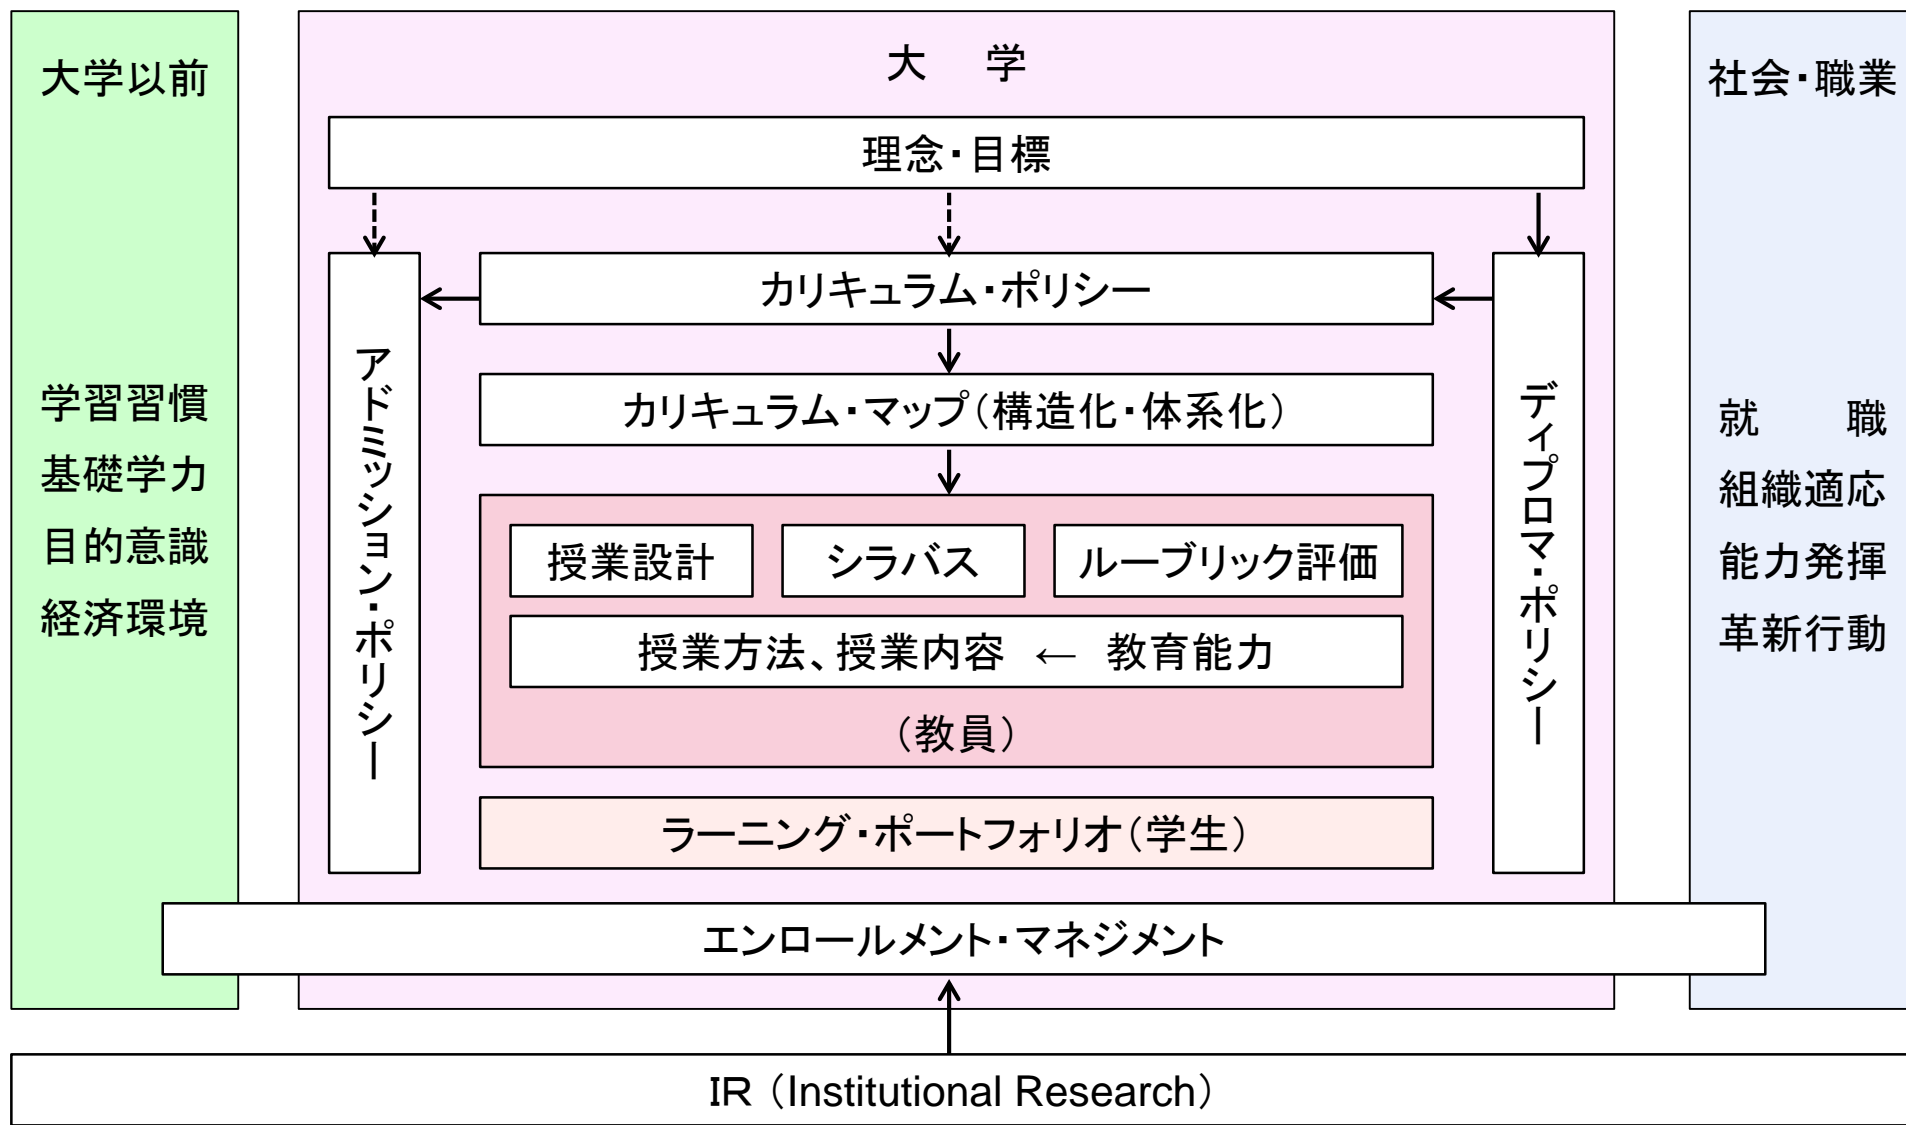 大学以前
学習習慣
基礎学力
目的意識
経済環境
大 学
理念・目標
アドミッション・ポリシー
カリキュラム・ポリシー
カリキュラム・マップ（構造化・体系化）
授業設計
シラバス
ルーブリック評価
授業方法、授業内容 ← 教育能力
（教員）
ラーニング・ポートフォリオ（学生）
ディプロマ・ポリシー
社会・職業
就 職
組織適応
能力発揮
革新行動
エンロールメント・マネジメント
IR（Institutional Research）